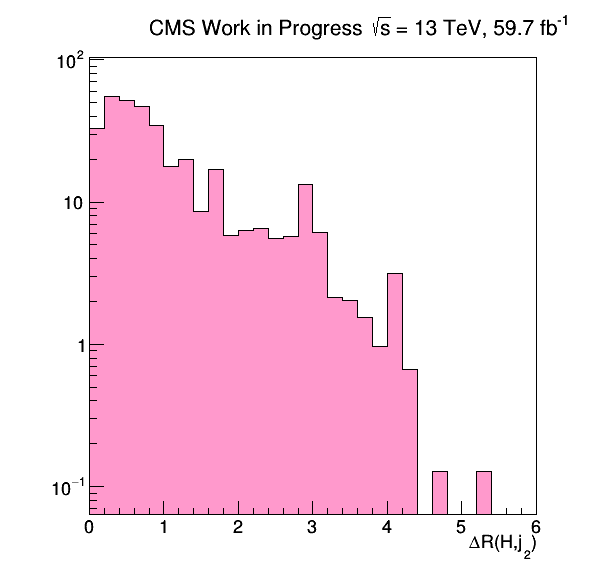 CMS Work in Progress √s = 13 TeV, 59.7 fb⁻¹
10²
10
1
10⁻¹
0 1 2 3 4 5 6
ΔR(H,j₂)